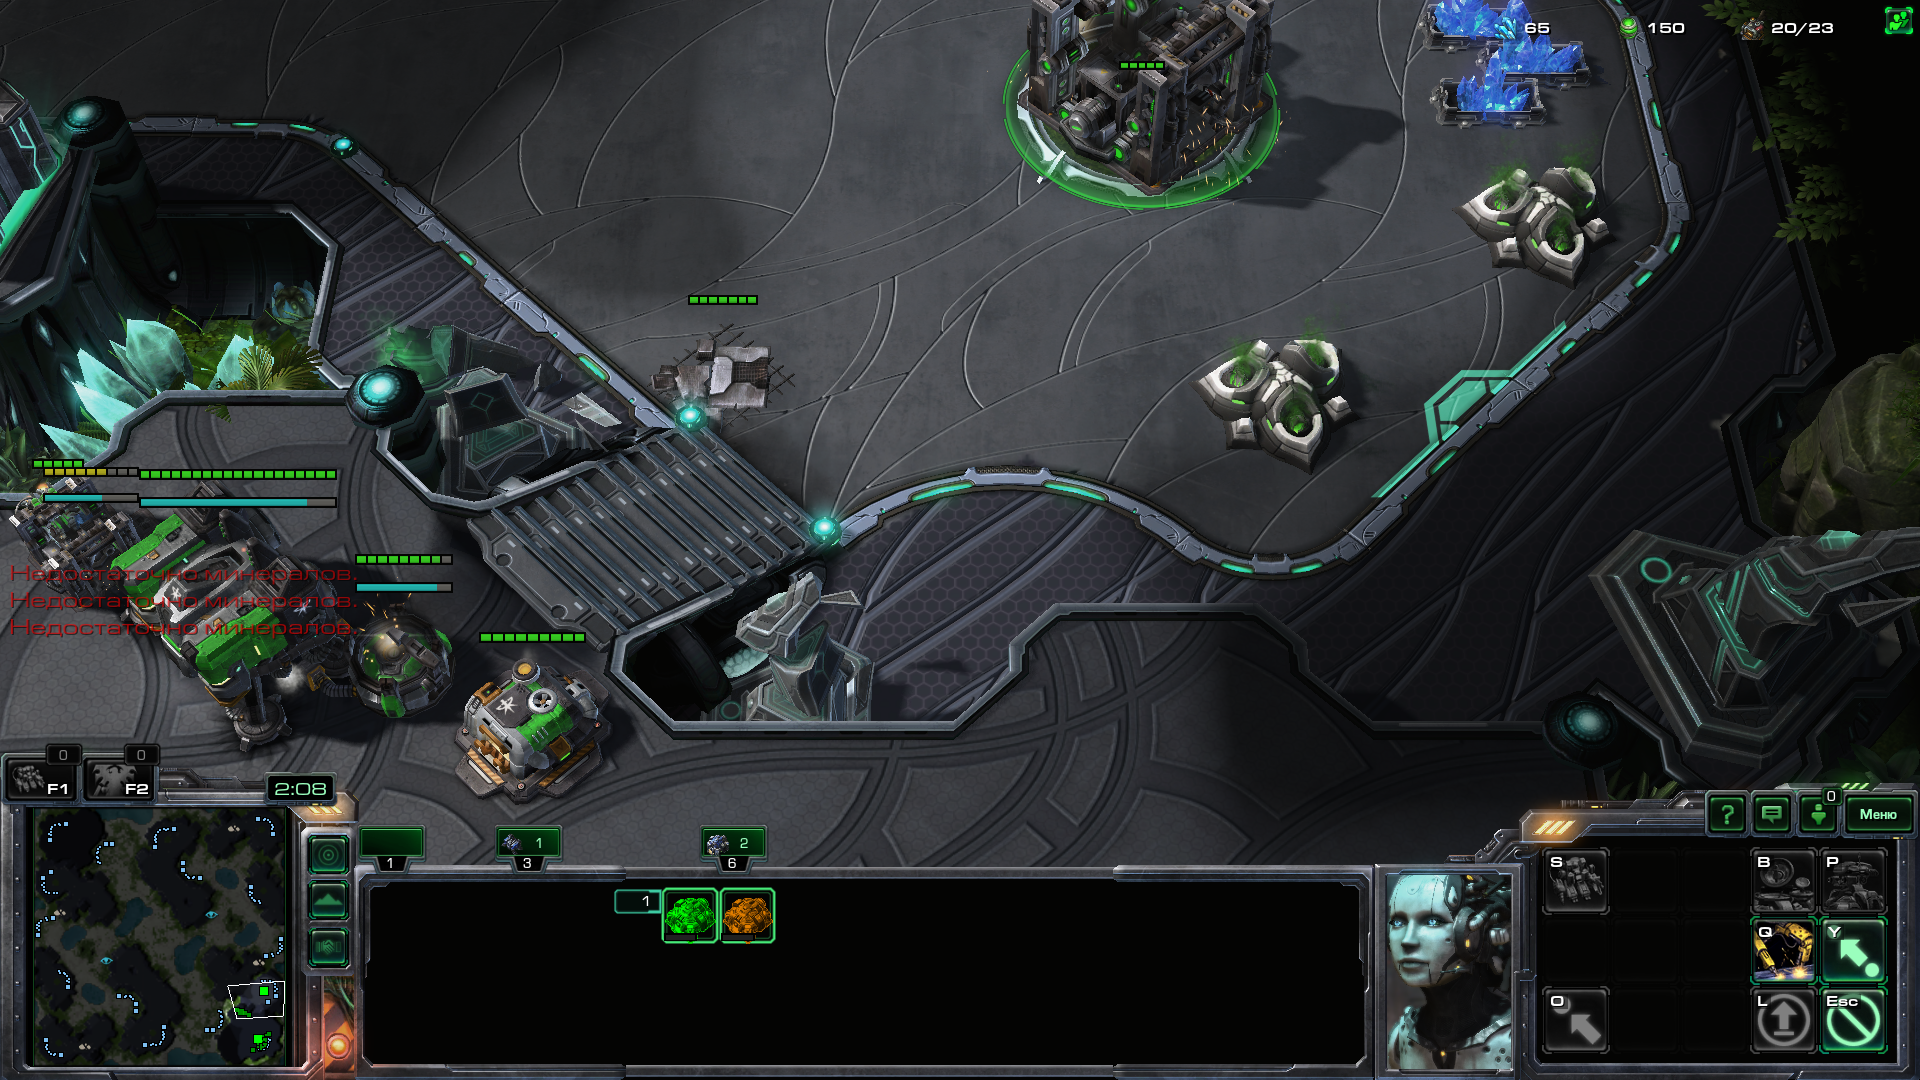 65
150
20/23
Недостаточно минералов.
Недостаточно минералов.
Недостаточно минералов.
0
0
F1
F2
2:08
1
1
3
2
6
1
?
0
Меню
S
B
P
Q
Y
O
L
Esc